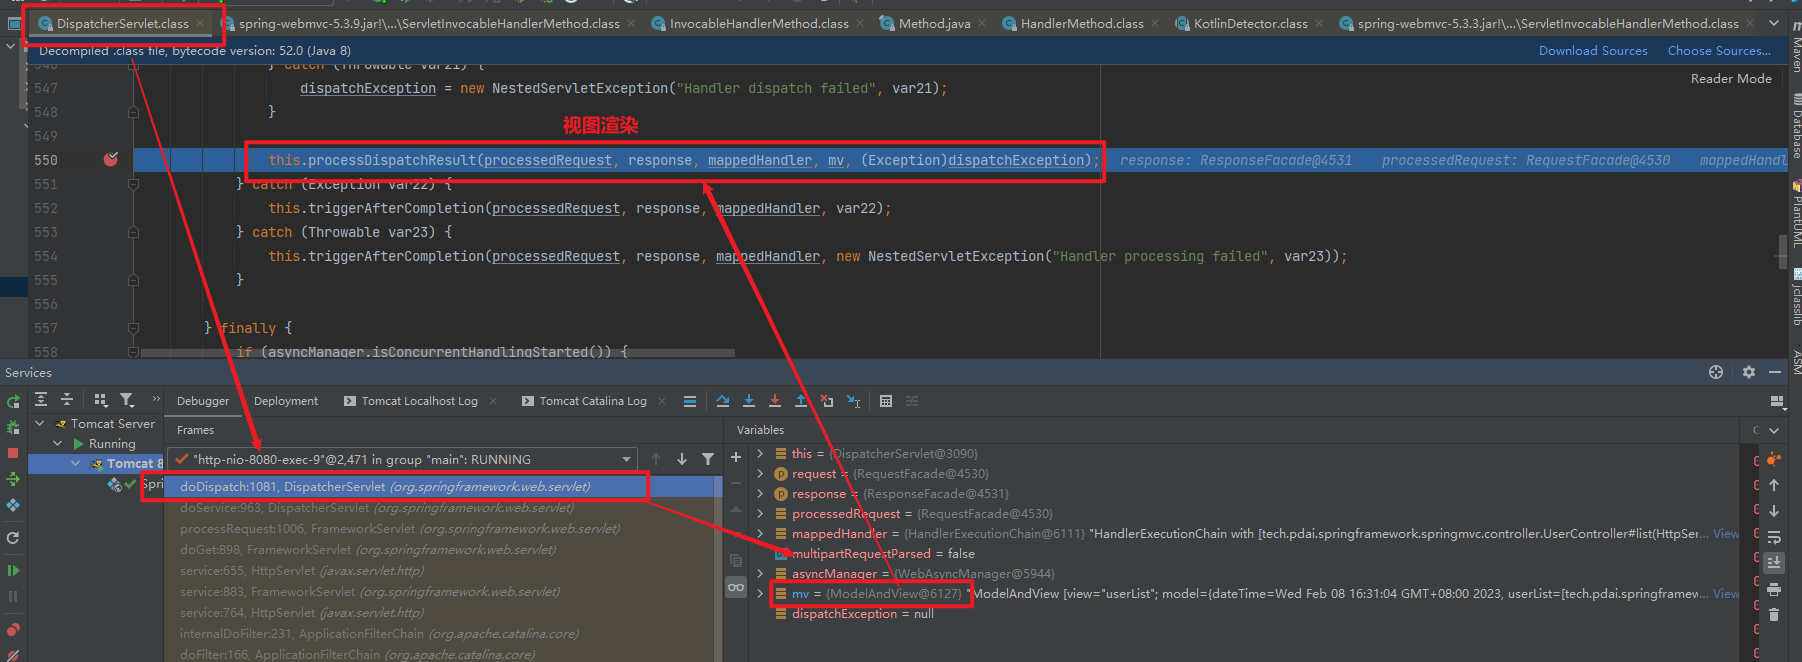 DispatcherServlet.class
spring-webmvc-5.3.9.jar!\...\ServletInvocableHandlerMethod.class
InvocableHandlerMethod.class
Method.java
HandlerMethod.class
KotlinDetector.class
spring-webmvc-5.3.3.jar!\...\ServletInvocableHandlerMethod.class
Decompiled .class file, bytecode version: 52.0 (Java 8)
Download Sources
Choose Sources...
Reader Mode
546 } catch (Throwable var21) {
547 dispatchException = new NestedServletException("Handler dispatch failed", var21);
548 }
549
视图渲染
550 this.processDispatchResult(processedRequest, response, mappedHandler, mv, (Exception)dispatchException); response: ResponseFacade@4531 processedRequest: RequestFacade@4530 mappedHandl
551 } catch (Exception var22) {
552 this.triggerAfterCompletion(processedRequest, response, mappedHandler, var22);
553 } catch (Throwable var23) {
554 this.triggerAfterCompletion(processedRequest, response, mappedHandler, new NestedServletException("Handler processing failed", var23));
555 }
556
557 } finally {
558 if (asyncManager.isConcurrentHandlingStarted()) {
Maven
Database
PlantUML
jclasslib
ASM
Services
Debugger
Deployment
Tomcat Localhost Log
Tomcat Catalina Log
Tomcat Server
Running
Tomcat 8
Spri
Frames
"http-nio-8080-exec-9"@2,471 in group "main": RUNNING
doDispatch:1081, DispatcherServlet (org.springframework.web.servlet)
doService:963, DispatcherServlet (org.springframework.web.servlet)
processRequest:1006, FrameworkServlet (org.springframework.web.servlet)
doGet:898, FrameworkServlet (org.springframework.web.servlet)
service:655, HttpServlet (javax.servlet.http)
service:883, FrameworkServlet (org.springframework.web.servlet)
service:764, HttpServlet (javax.servlet.http)
internalDoFilter:231, ApplicationFilterChain (org.apache.catalina.core)
doFilter:166, ApplicationFilterChain (org.apache.catalina.core)
Variables
this = {DispatcherServlet@3090}
request = {RequestFacade@4530}
response = {ResponseFacade@4531}
processedRequest = {RequestFacade@4530}
mappedHandler = {HandlerExecutionChain@6111} "HandlerExecutionChain with [tech.pdai.springframework.springmvc.controller.UserController#list(HttpSer... View
multipartRequestParsed = false
asyncManager = {WebAsyncManager@5944}
mv = {ModelAndView@6127} "ModelAndView [view="userList"; model={dateTime=Wed Feb 08 16:31:04 GMT+08:00 2023, userList=[tech.pdai.springframew... View
dispatchException = null